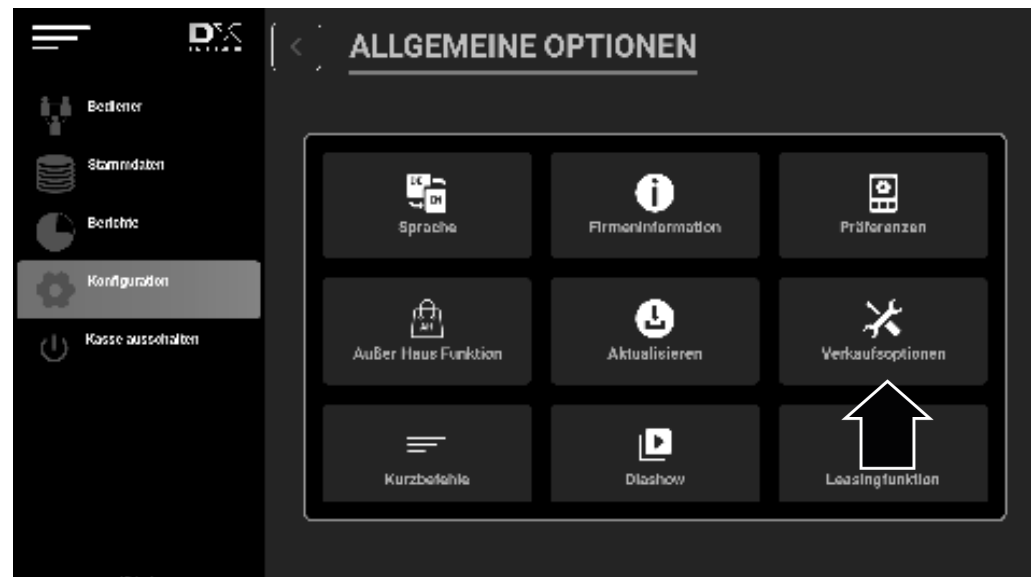 ALLGEMEINE OPTIONEN
Bediener
Stammdaten
Berichte
Konfiguration
Kasse ausschalten
Sprache
Firmeninformation
Präferenzen
AH
Außer Haus Funktion
Aktualisieren
Verkaufsoptionen
Kurzbefehle
Diashow
Leasingfunktion